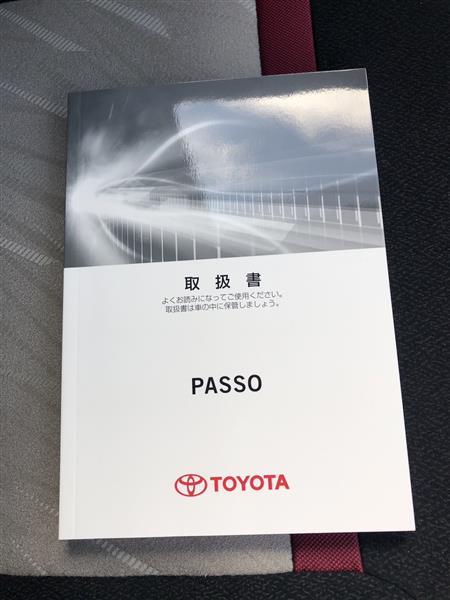 取扱書
よくお読みになってご使用ください。
取扱書は車の中に保管しましょう。
PASSO
TOYOTA